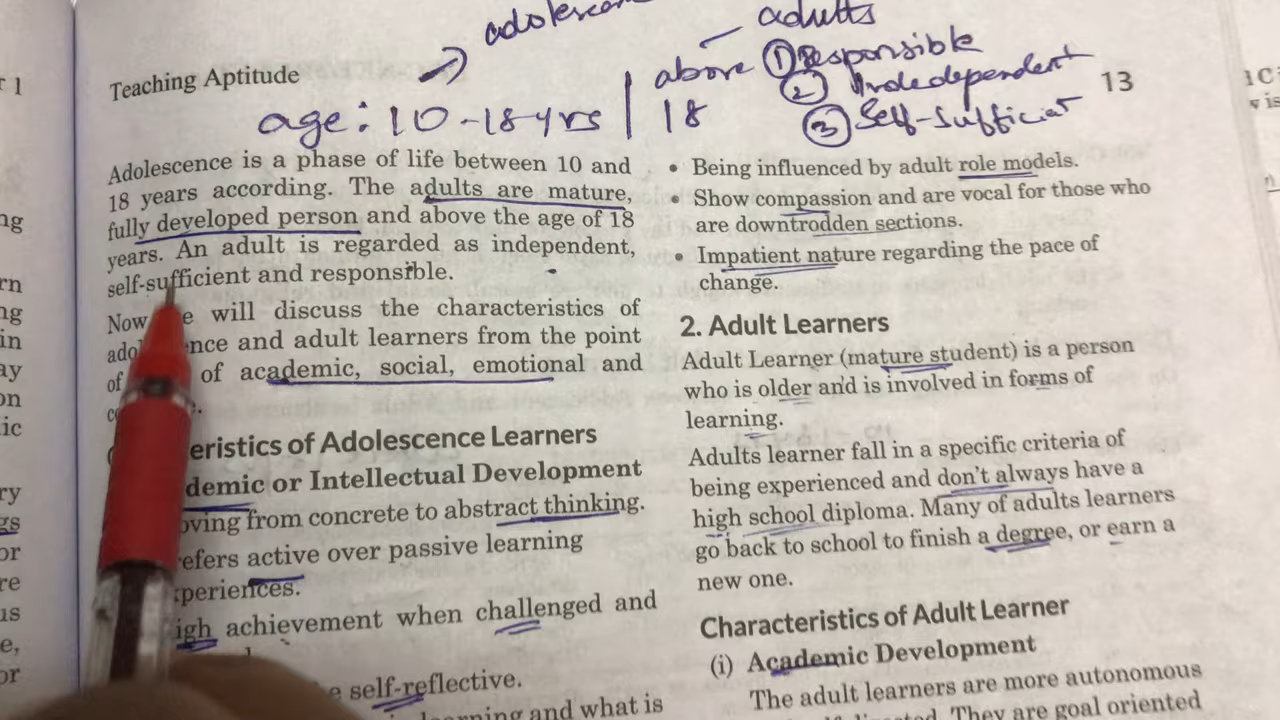 Teaching Aptitude
13
adults
above
① Responsible
② Indedependent
③ Self-Sufficient
age: 10-18 yrs | 18
Adolescence is a phase of life between 10 and
18 years according. The adults are mature,
fully developed person and above the age of 18
years. An adult is regarded as independent,
self-sufficient and responsible.
Now will discuss the characteristics of
and adult learners from the point
of of academic, social, emotional and
eristics of Adolescence Learners
demic or Intellectual Development
oving from concrete to abstract thinking.
efers active over passive learning
xperiences.
igh achievement when challenged and
self-reflective.
and what is
• Being influenced by adult role models.
• Show compassion and are vocal for those who
are downtrodden sections.
• Impatient nature regarding the pace of
change.
2. Adult Learners
Adult Learner (mature student) is a person
who is older and is involved in forms of
learning.
Adults learner fall in a specific criteria of
being experienced and don't always have a
high school diploma. Many of adults learners
go back to school to finish a degree, or earn a
new one.
Characteristics of Adult Learner
(i) Academic Development
The adult learners are more autonomous
They are goal oriented